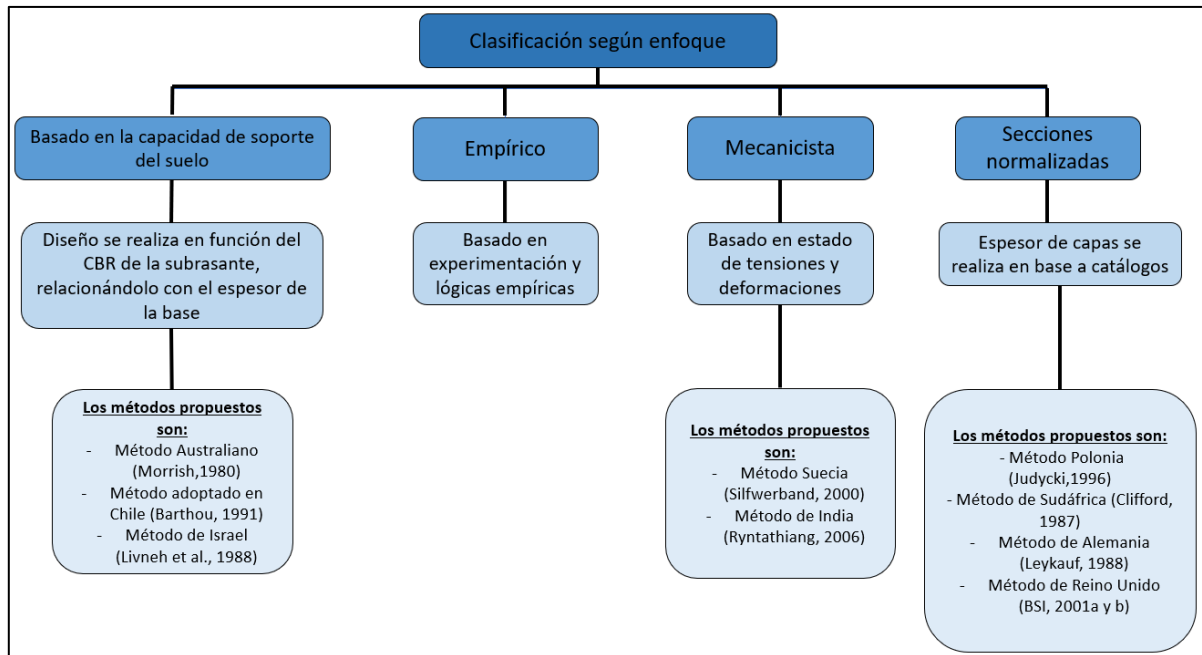 Clasificación según enfoque
Basado en la capacidad de soporte
del suelo
Empírico
Mecanicista
Secciones
normalizadas
Diseño se realiza en función del
CBR de la subrasante,
relacionándolo con el espesor de
la base
Basado en
experimentación y
lógicas empíricas
Basado en estado
de tensiones y
deformaciones
Espesor de capas se
realiza en base a catálogos
Los métodos propuestos
son:
- Método Australiano
(Morrish,1980)
- Método adoptado en
Chile (Barthou, 1991)
- Método de Israel
(Livneh et al., 1988)
Los métodos propuestos
son:
- Método Suecia
(Silfwerband, 2000)
- Método de India
(Ryntathiang, 2006)
Los métodos propuestos son:
- Método Polonia
(Judycki,1996)
- Método de Sudáfrica (Clifford,
1987)
- Método de Alemania
(Leykauf, 1988)
- Método de Reino Unido
(BSI, 2001a y b)